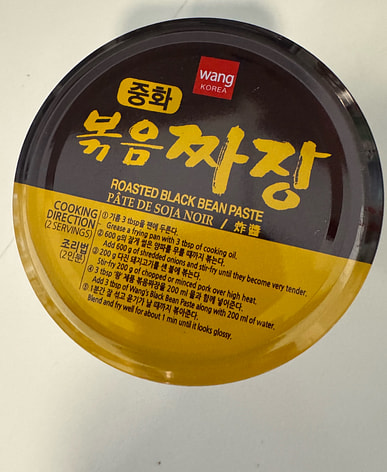 wang
KOREA
중화
볶음짜장
ROASTED BLACK BEAN PASTE
PÂTE DE SOJA NOIR / 炸醬
COOKING
DIRECTION
(2 SERVINGS)
조리법
(2인분)
① 기름 3 tbsp을 팬에 두른다.
Grease a frying pan with 3 tbsp of cooking oil.
② 600 g의 잘게 썰은 양파를 무를 때까지 볶는다.
Add 600 g of shredded onions and stir-fry until they become very tender.
③ 200 g 다진 돼지고기를 센 불에 볶는다.
Stir-fry 200 g of chopped or minced pork over high heat.
④ 3 tbsp '왕' 제품 볶음짜장을 200 ml 물과 함께 넣어준다.
Add 3 tbsp of Wang's Black Bean Paste along with 200 ml of water.
⑤ 1분간 잘 섞고 윤기가 날 때까지 볶아준다.
Blend and fry well for about 1 min until it looks glossy.